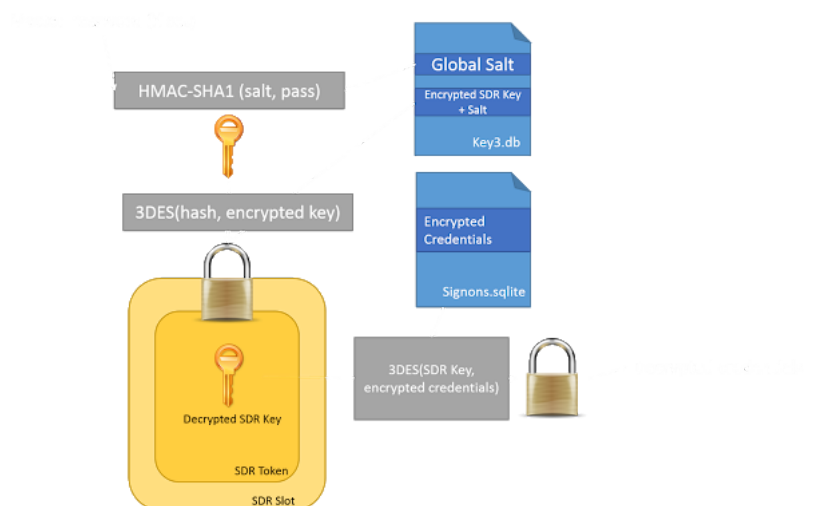 Global Salt
HMAC-SHA1 (salt, pass)
Encrypted SDR Key
+ Salt
Key3.db
3DES(hash, encrypted key)
Encrypted
Credentials
Signons.sqlite
3DES(SDR Key,
encrypted credentials)
Decrypted SDR Key
SDR Token
SDR Slot